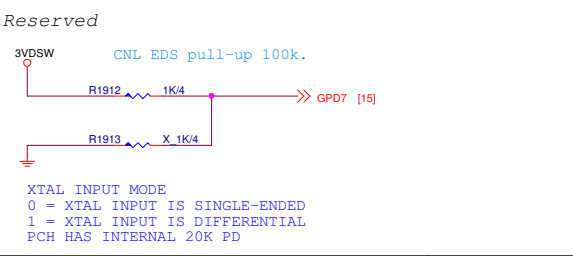 Reserved
3VDSW
CNL EDS pull-up 100k.
R1912 1K/4
GPD7 [15]
R1913 X_1K/4
XTAL INPUT MODE
0 = XTAL INPUT IS SINGLE-ENDED
1 = XTAL INPUT IS DIFFERENTIAL
PCH HAS INTERNAL 20K PD